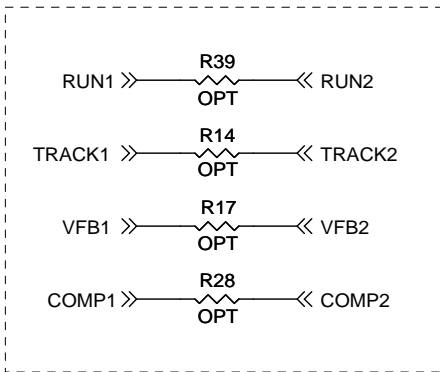 R39
RUN1 RUN2
OPT
R14
TRACK1 TRACK2
OPT
R17
VFB1 VFB2
OPT
R28
COMP1 COMP2
OPT